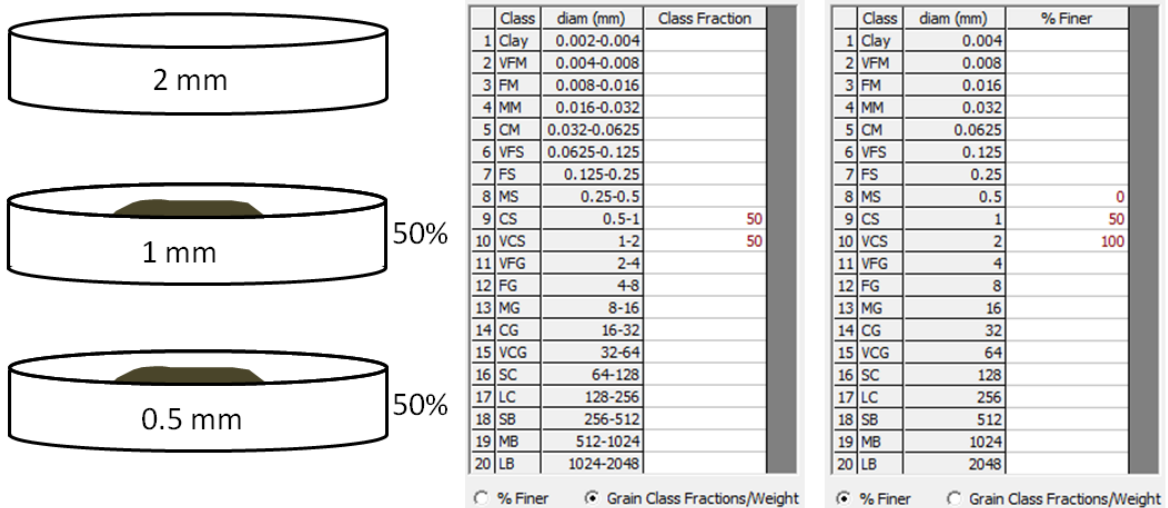 2 mm
1 mm
50%
0.5 mm
50%
Class diam (mm) Class Fraction
1 Clay 0.002-0.004
2 VFM 0.004-0.008
3 FM 0.008-0.016
4 MM 0.016-0.032
5 CM 0.032-0.0625
6 VFS 0.0625-0.125
7 FS 0.125-0.25
8 MS 0.25-0.5
9 CS 0.5-1 50
10 VCS 1-2 50
11 VFG 2-4
12 FG 4-8
13 MG 8-16
14 CG 16-32
15 VCG 32-64
16 SC 64-128
17 LC 128-256
18 SB 256-512
19 MB 512-1024
20 LB 1024-2048
% Finer Grain Class Fractions/Weight
Class diam (mm) % Finer
1 Clay 0.004
2 VFM 0.008
3 FM 0.016
4 MM 0.032
5 CM 0.0625
6 VFS 0.125
7 FS 0.25
8 MS 0.5 0
9 CS 1 50
10 VCS 2 100
11 VFG 4
12 FG 8
13 MG 16
14 CG 32
15 VCG 64
16 SC 128
17 LC 256
18 SB 512
19 MB 1024
20 LB 2048
% Finer Grain Class Fractions/Weight